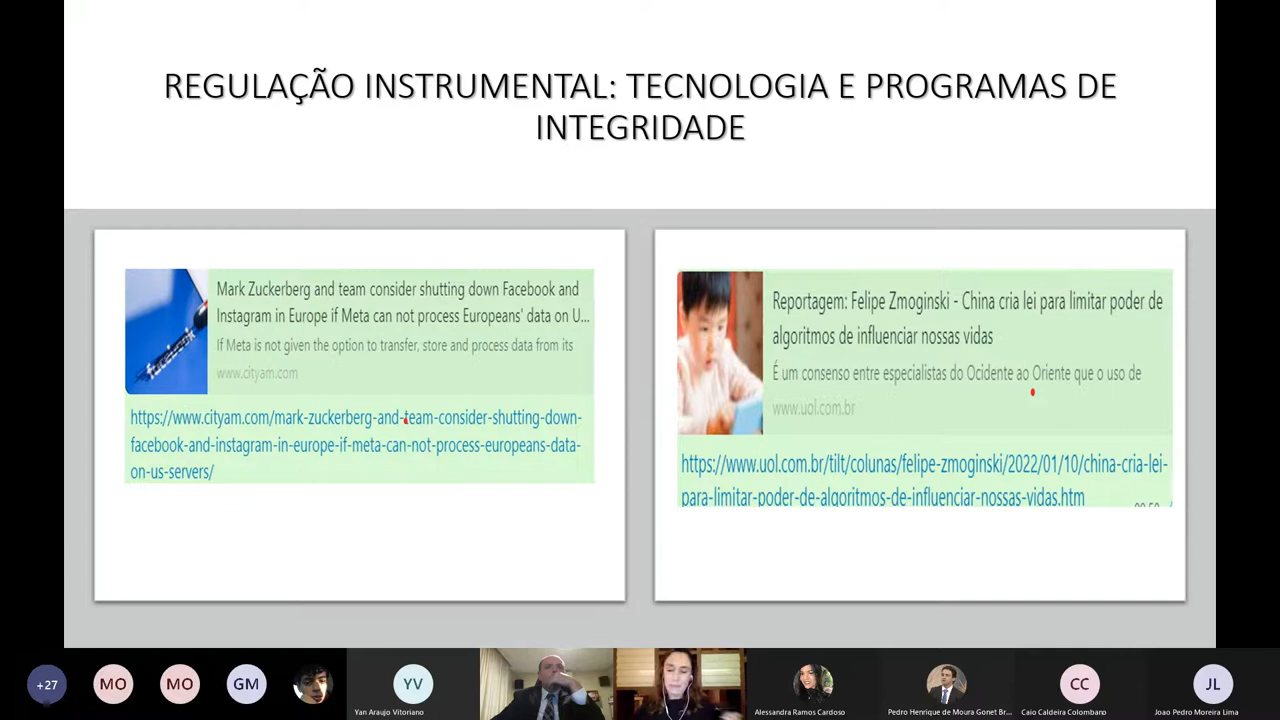 REGULAÇÃO INSTRUMENTAL: TECNOLOGIA E PROGRAMAS DE
INTEGRIDADE
Mark Zuckerberg and team consider shutting down Facebook and
Instagram in Europe if Meta can not process Europeans' data on U...
If Meta is not given the option to transfer, store and process data from its
www.cityam.com
https://www.cityam.com/mark-zuckerberg-and-team-consider-shutting-down-
facebook-and-instagram-in-europe-if-meta-can-not-process-europeans-data-
on-us-servers/
Reportagem: Felipe Zmoginski - China cria lei para limitar poder de
algoritmos de influenciar nossas vidas
É um consenso entre especialistas do Ocidente ao Oriente que o uso de
www.uol.com.br
https://www.uol.com.br/tilt/colunas/felipe-zmoginski/2022/01/10/china-cria-lei-
para-limitar-poder-de-algoritmos-de-influenciar-nossas-vidas.htm
+27
MO
MO
GM
YV
Yan Araujo Vitoriano
Alessandra Ramos Cardoso
Pedro Henrique de Moura Gonet Br...
CC
Caio Caldeira Colombano
JL
Joao Pedro Moreira Lima